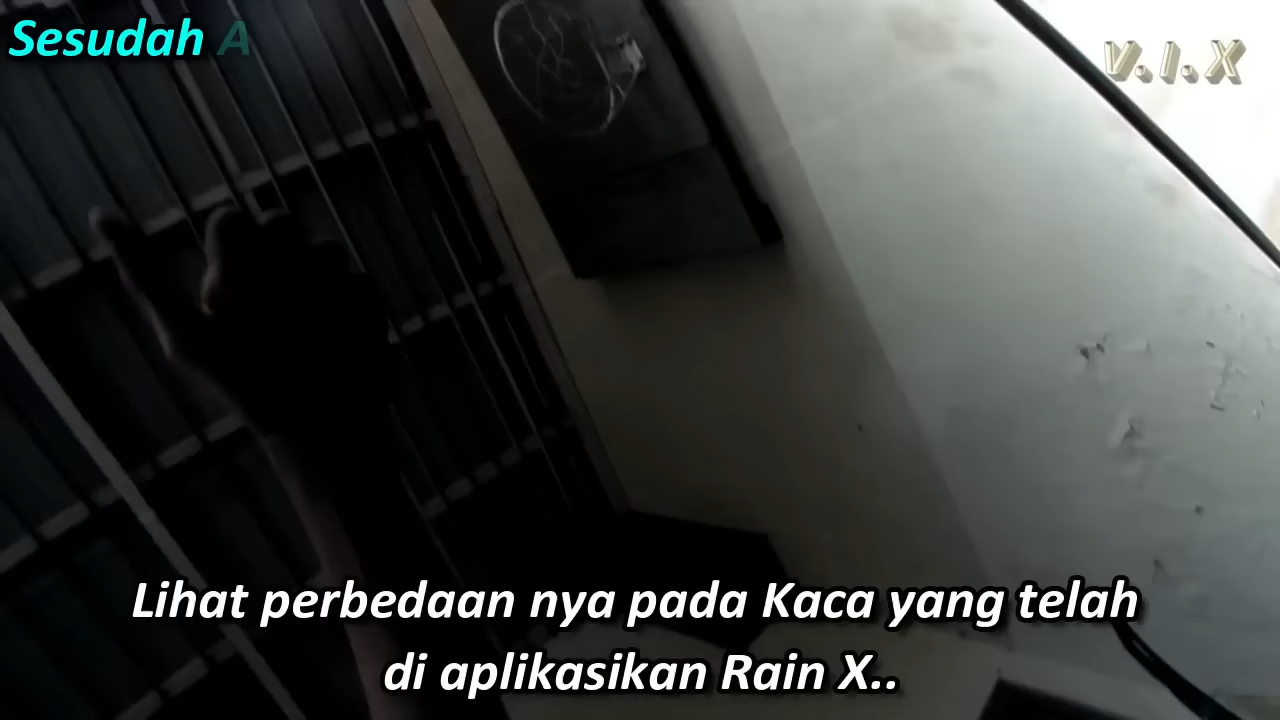 Sesudah A
V.I.X
Lihat perbedaan nya pada Kaca yang telah
di aplikasikan Rain X..